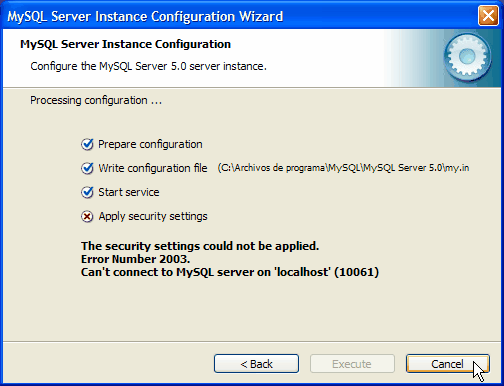 MySQL Server Instance Configuration Wizard
MySQL Server Instance Configuration
Configure the MySQL Server 5.0 server instance.
Processing configuration ...
Prepare configuration
Write configuration file (C:\Archivos de programa\MySQL\MySQL Server 5.0\my.in
Start service
Apply security settings
The security settings could not be applied.
Error Number 2003.
Can't connect to MySQL server on 'localhost' (10061)
< Back Execute Cancel